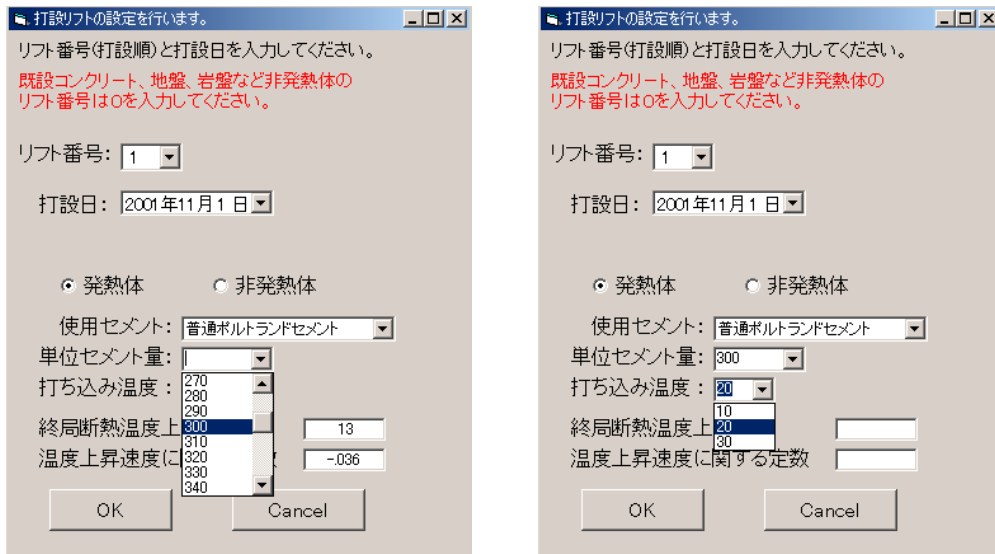 打設リフトの設定を行います。
リフト番号(打設順)と打設日を入力してください。
既設コンクリート、地盤、岩盤など非発熱体の
リフト番号は0を入力してください。
リフト番号： 1
打設日： 2001年11月 1 日
発熱体 非発熱体
使用セメント： 普通ポルトランドセメント
単位セメント量：
270
280
290
300
310
320
330
340
打ち込み温度：
終局断熱温度上 13
温度上昇速度に 数 -.036
OK Cancel
打設リフトの設定を行います。
リフト番号(打設順)と打設日を入力してください。
既設コンクリート、地盤、岩盤など非発熱体の
リフト番号は0を入力してください。
リフト番号： 1
打設日： 2001年11月 1 日
発熱体 非発熱体
使用セメント： 普通ポルトランドセメント
単位セメント量： 300
打ち込み温度： 20
10
20
30
終局断熱温度上
温度上昇速度に関する定数
OK Cancel